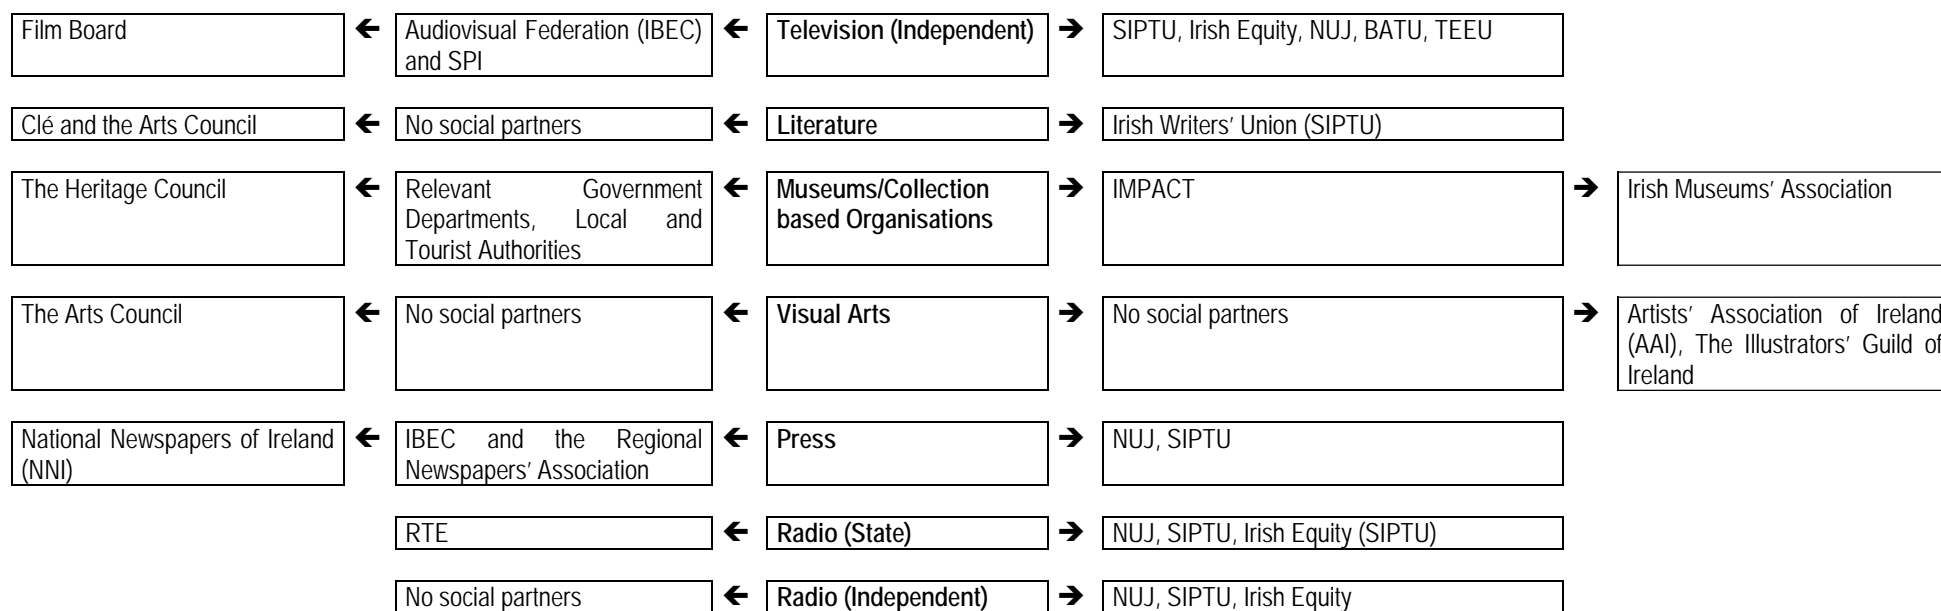 Film Board 🡨 Audiovisual Federation (IBEC) 🡨 Television (Independent) 🡪 SIPTU, Irish Equity, NUJ, BATU, TEEU
and SPI
Clé and the Arts Council 🡨 No social partners 🡨 Literature 🡪 Irish Writers’ Union (SIPTU)
The Heritage Council 🡨 Relevant Government 🡨 Museums/Collection 🡪 IMPACT 🡪 Irish Museums’ Association
Departments, Local and based Organisations
Tourist Authorities
The Arts Council 🡨 No social partners 🡨 Visual Arts 🡪 No social partners 🡪 Artists’ Association of Ireland
(AAI), The Illustrators’ Guild of
Ireland
National Newspapers of Ireland 🡨 IBEC and the Regional 🡨 Press 🡪 NUJ, SIPTU
(NNI) Newspapers’ Association
RTE 🡨 Radio (State) 🡪 NUJ, SIPTU, Irish Equity (SIPTU)
No social partners 🡨 Radio (Independent) 🡪 NUJ, SIPTU, Irish Equity